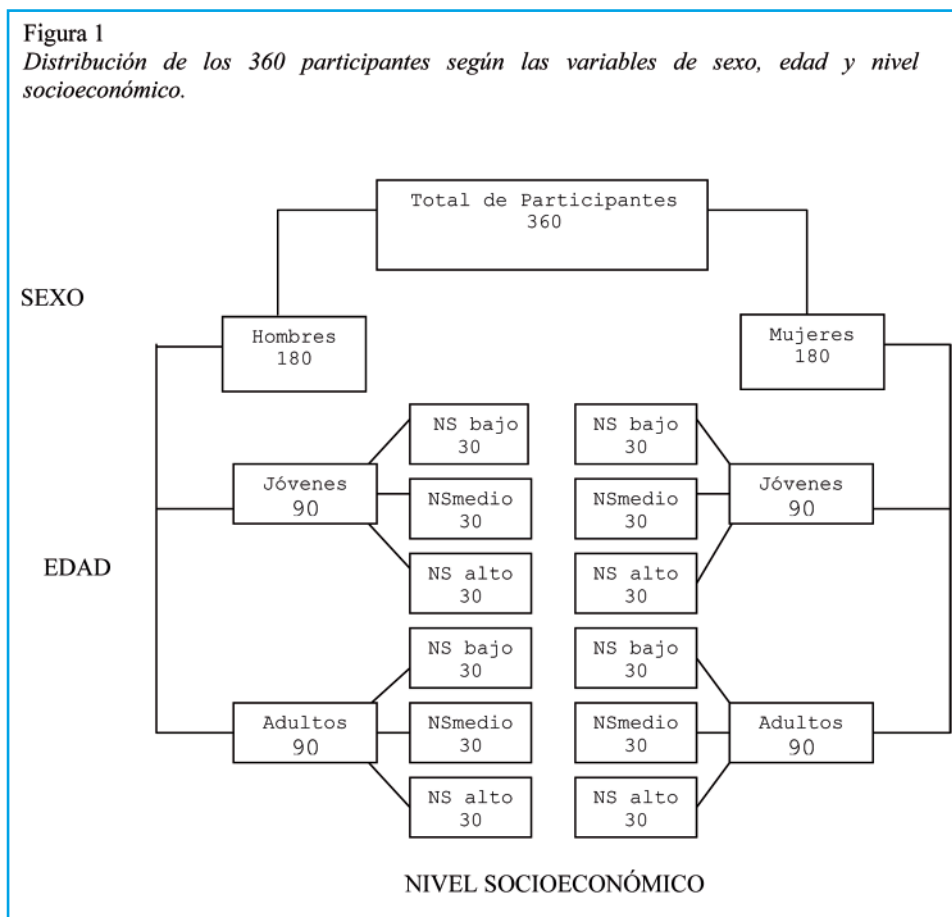 Figura 1
Distribución de los 360 participantes según las variables de sexo, edad y nivel
socioeconómico.
Total de Participantes
360
SEXO
Hombres
180
Mujeres
180
NS bajo
30
NS bajo
30
Jóvenes
90
NSmedio
30
NSmedio
30
Jóvenes
90
NS alto
30
NS alto
30
EDAD
NS bajo
30
NS bajo
30
Adultos
90
NSmedio
30
NSmedio
30
Adultos
90
NS alto
30
NS alto
30
NIVEL SOCIOECONÓMICO